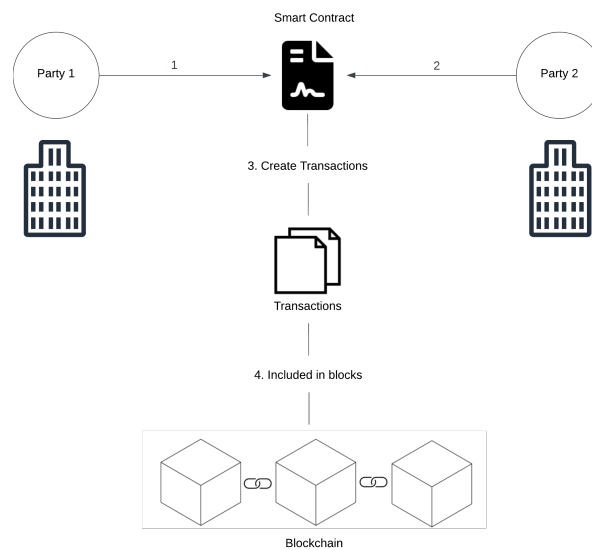 Smart Contract
Party 1
1
2
Party 2
3. Create Transactions
Transactions
4. Included in blocks
Blockchain